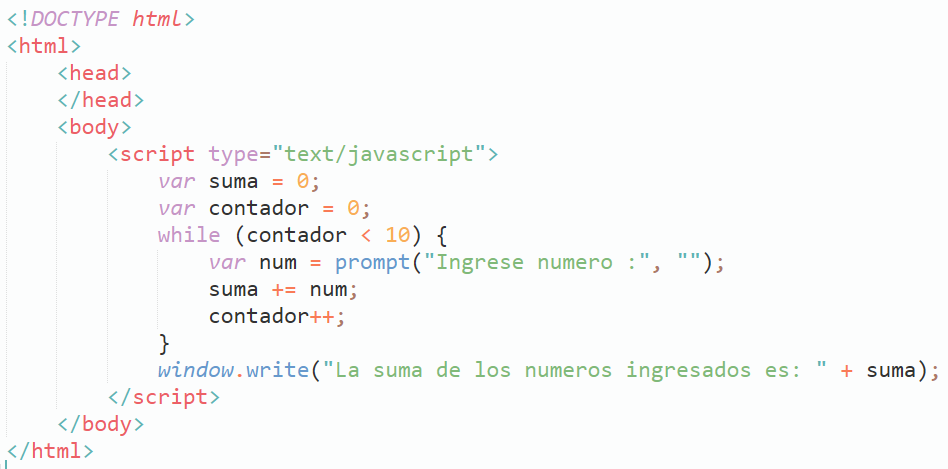 <!DOCTYPE html>
<html>
    <head>
    </head>
    <body>
        <script type="text/javascript">
            var suma = 0;
            var contador = 0;
            while (contador < 10) {
                var num = prompt("Ingrese numero :", "");
                suma += num;
                contador++;
            }
            window.write("La suma de los numeros ingresados es: " + suma);
        </script>
    </body>
</html>